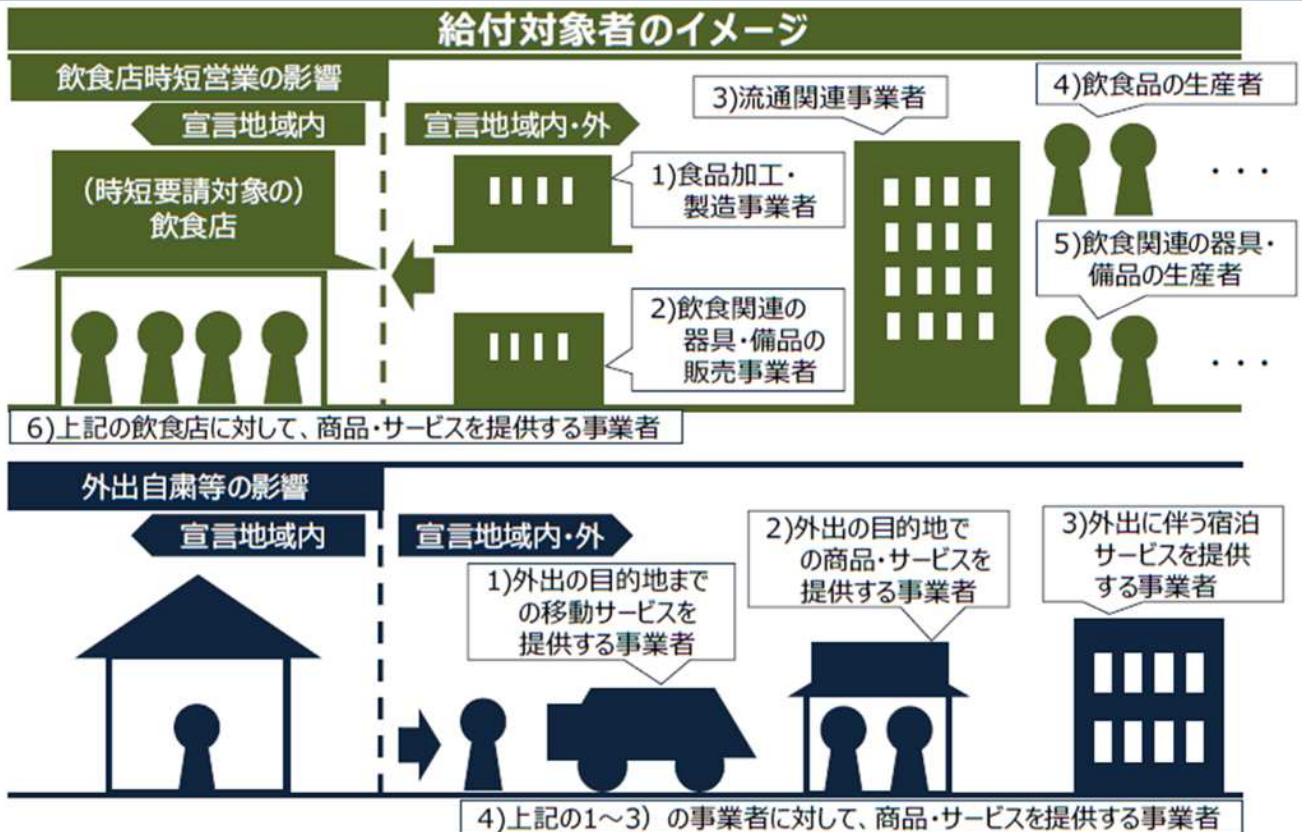 給付対象者のイメージ
飲食店時短営業の影響
宣言地域内
宣言地域内・外
(時短要請対象の)
飲食店
1)食品加工・
製造事業者
2)飲食関連の
器具・備品の
販売事業者
3)流通関連事業者
4)飲食品の生産者
・・・
5)飲食関連の器具・
備品の生産者
・・・
6)上記の飲食店に対して、商品・サービスを提供する事業者
外出自粛等の影響
宣言地域内
宣言地域内・外
1)外出の目的地まで
の移動サービスを
提供する事業者
2)外出の目的地で
の商品・サービスを
提供する事業者
3)外出に伴う宿泊
サービスを提供
する事業者
4)上記の1~3)の事業者に対して、商品・サービスを提供する事業者